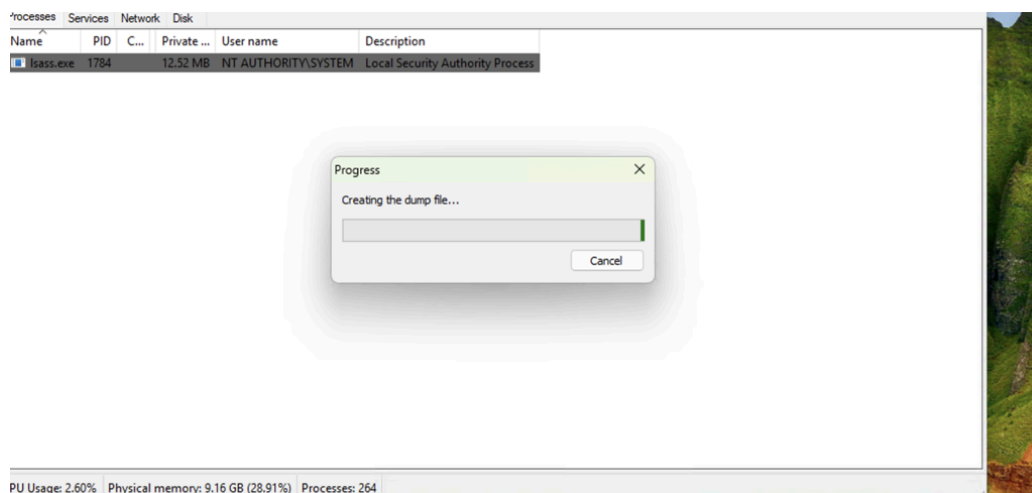 Processes Services Network Disk
Name PID C... Private ... User name Description
lsass.exe 1784 12.52 MB NT AUTHORITY\SYSTEM Local Security Authority Process
Progress
Creating the dump file...
Cancel
PU Usage: 2.60% Physical memory: 9.16 GB (28.91%) Processes: 264